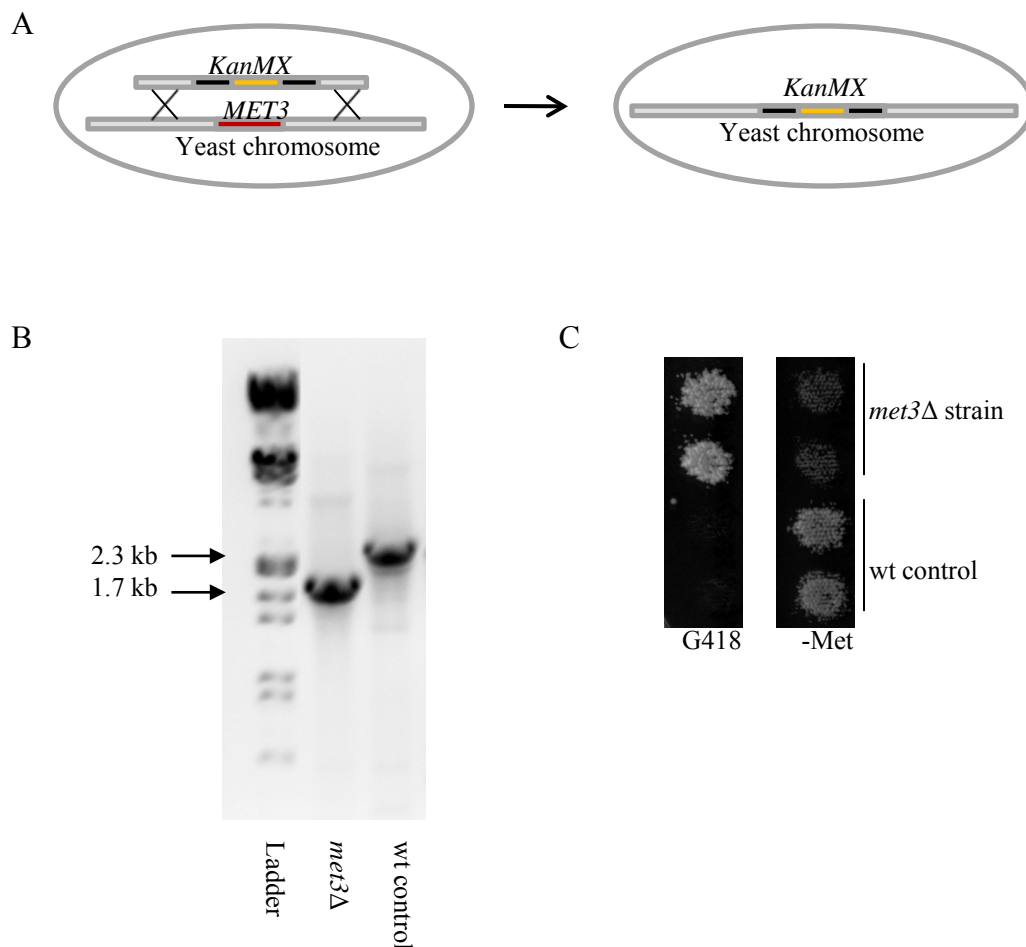 A
KanMX
MET3
Yeast chromosome
KanMX
Yeast chromosome
B
2.3 kb
1.7 kb
Ladder
met3Δ
wt control
C
met3Δ strain
wt control
G418
-Met